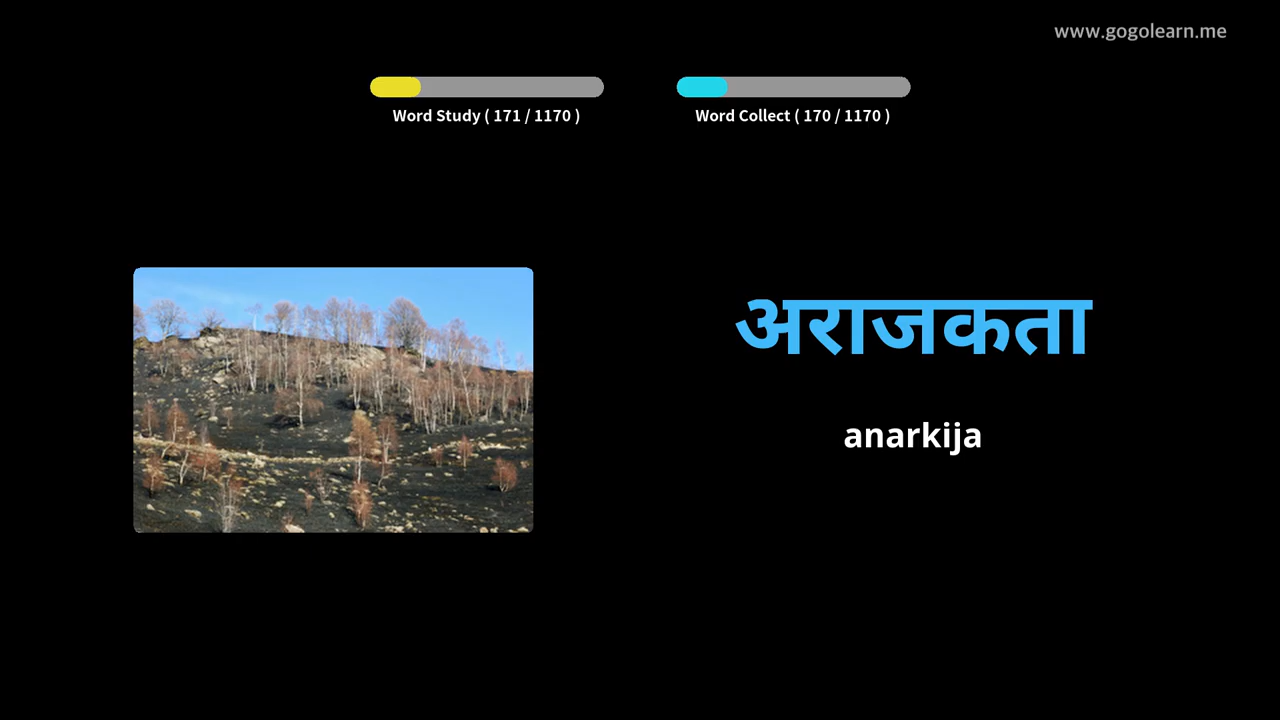 www.gogolearn.me
Word Study ( 171 / 1170 )
Word Collect ( 170 / 1170 )
अराजकता
anarkija